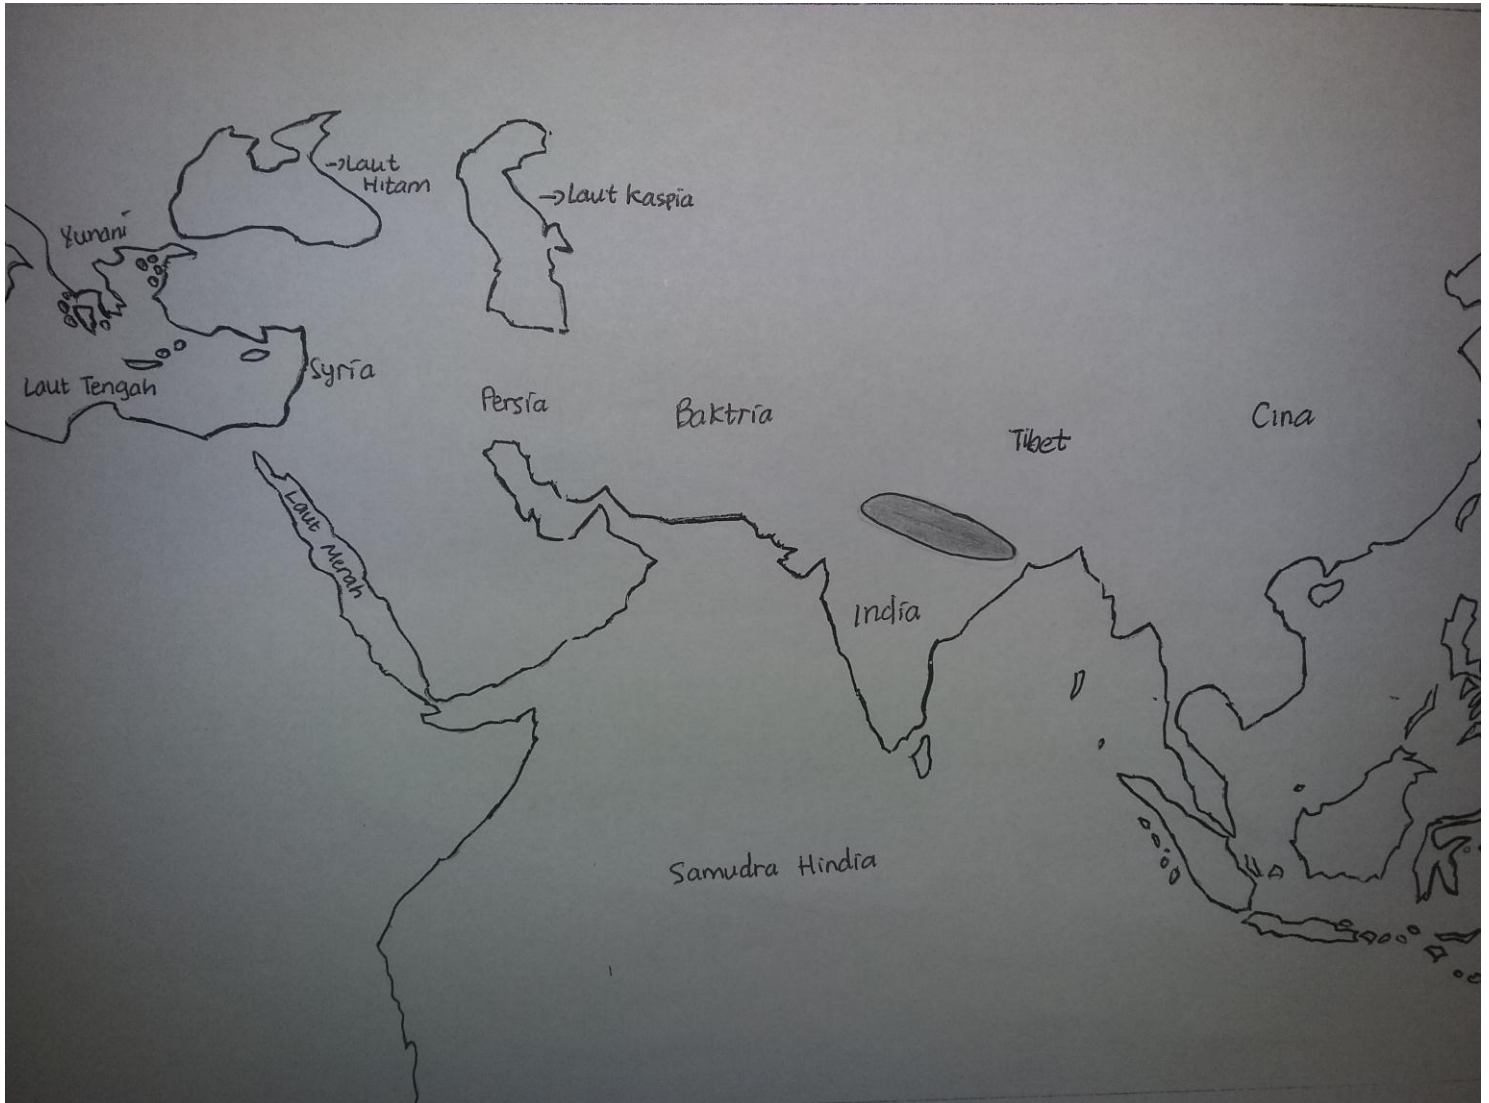 →Laut
Hitam
→Laut Kaspia
Yunani
Laut Tengah
Syria
Persia
Baktria
Tibet
Cina
Laut Merah
India
Samudra Hindia